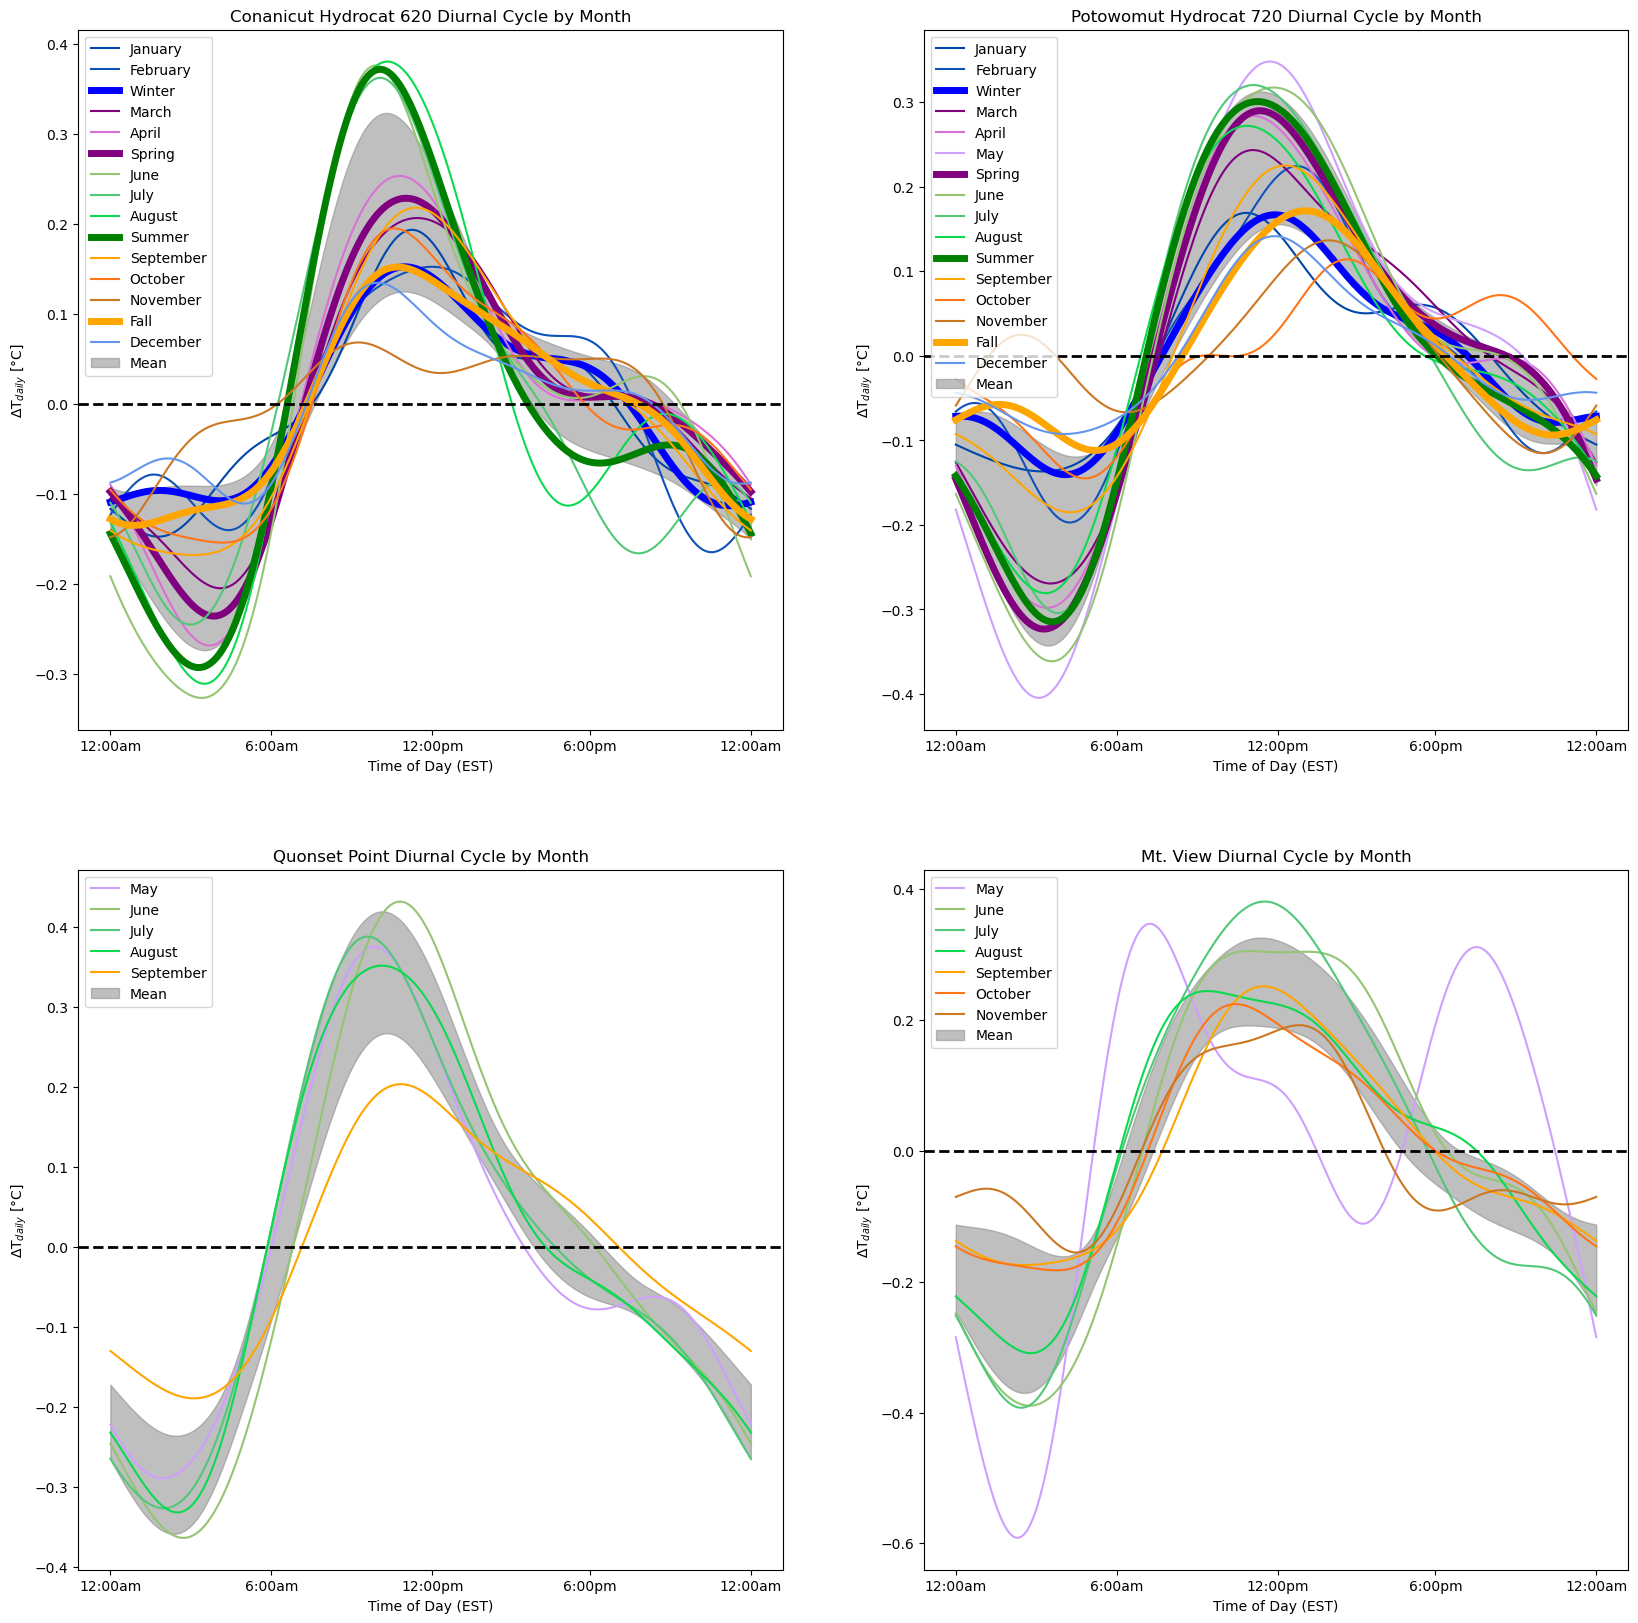 Conanicut Hydrocat 620 Diurnal Cycle by Month
0.4
0.3
0.2
0.1
0.0
−0.1
−0.2
−0.3
ΔT_daily [°C]
January
February
Winter
March
April
Spring
June
July
August
Summer
September
October
November
Fall
December
Mean
12:00am
6:00am
12:00pm
6:00pm
12:00am
Time of Day (EST)
Potowomut Hydrocat 720 Diurnal Cycle by Month
0.3
0.2
0.1
0.0
−0.1
−0.2
−0.3
−0.4
ΔT_daily [°C]
January
February
Winter
March
April
May
Spring
June
July
August
Summer
September
October
November
Fall
December
Mean
12:00am
6:00am
12:00pm
6:00pm
12:00am
Time of Day (EST)
Quonset Point Diurnal Cycle by Month
0.4
0.3
0.2
0.1
0.0
−0.1
−0.2
−0.3
−0.4
ΔT_daily [°C]
May
June
July
August
September
Mean
12:00am
6:00am
12:00pm
6:00pm
12:00am
Time of Day (EST)
Mt. View Diurnal Cycle by Month
0.4
0.2
0.0
−0.2
−0.4
−0.6
ΔT_daily [°C]
May
June
July
August
September
October
November
Mean
12:00am
6:00am
12:00pm
6:00pm
12:00am
Time of Day (EST)